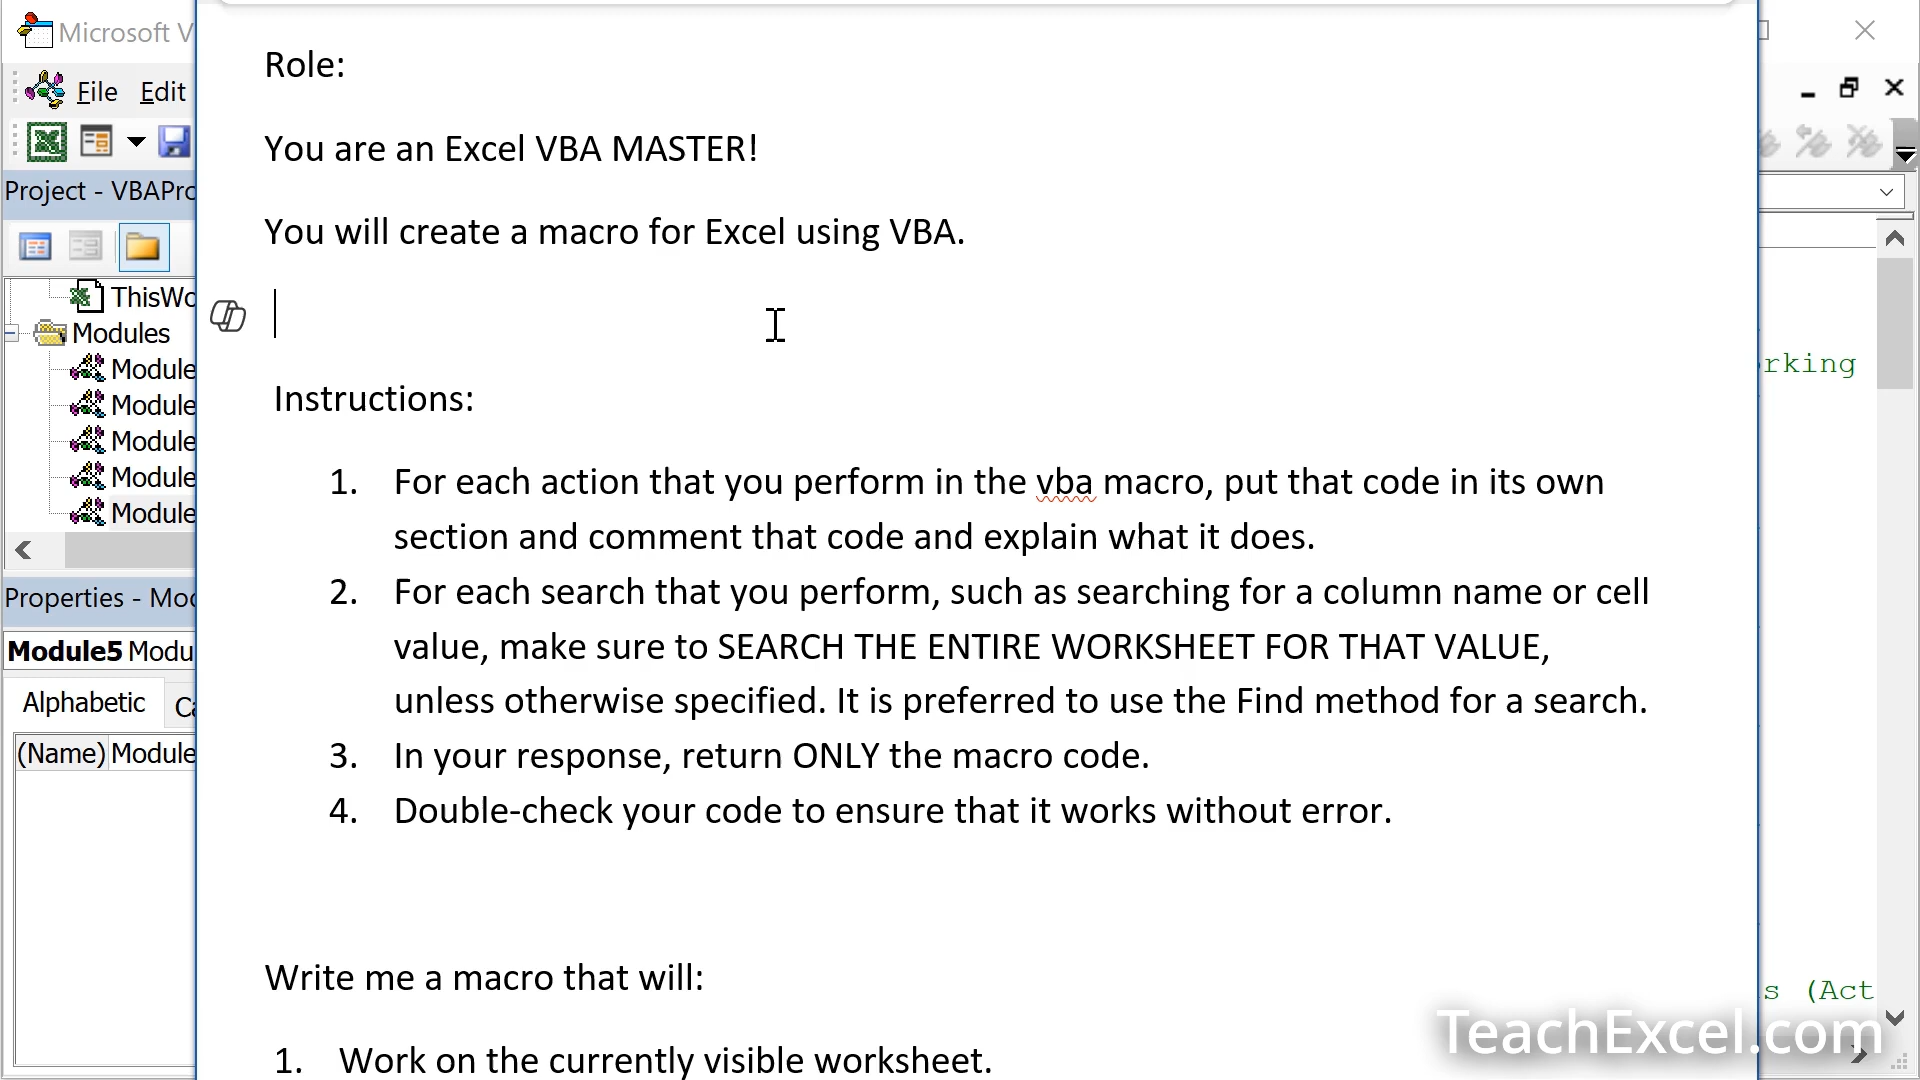 Microsoft V
File Edit
Project - VBAPro
ThisWo
Modules
Module
Module
Module
Module
Module
Properties - Mod
Module5 Modu
Alphabetic Ca
(Name) Module
Role:
You are an Excel VBA MASTER!
You will create a macro for Excel using VBA.
Instructions:
1. For each action that you perform in the vba macro, put that code in its own
section and comment that code and explain what it does.
2. For each search that you perform, such as searching for a column name or cell
value, make sure to SEARCH THE ENTIRE WORKSHEET FOR THAT VALUE,
unless otherwise specified. It is preferred to use the Find method for a search.
3. In your response, return ONLY the macro code.
4. Double-check your code to ensure that it works without error.
Write me a macro that will:
1. Work on the currently visible worksheet.
rking
s (Act
TeachExcel.com